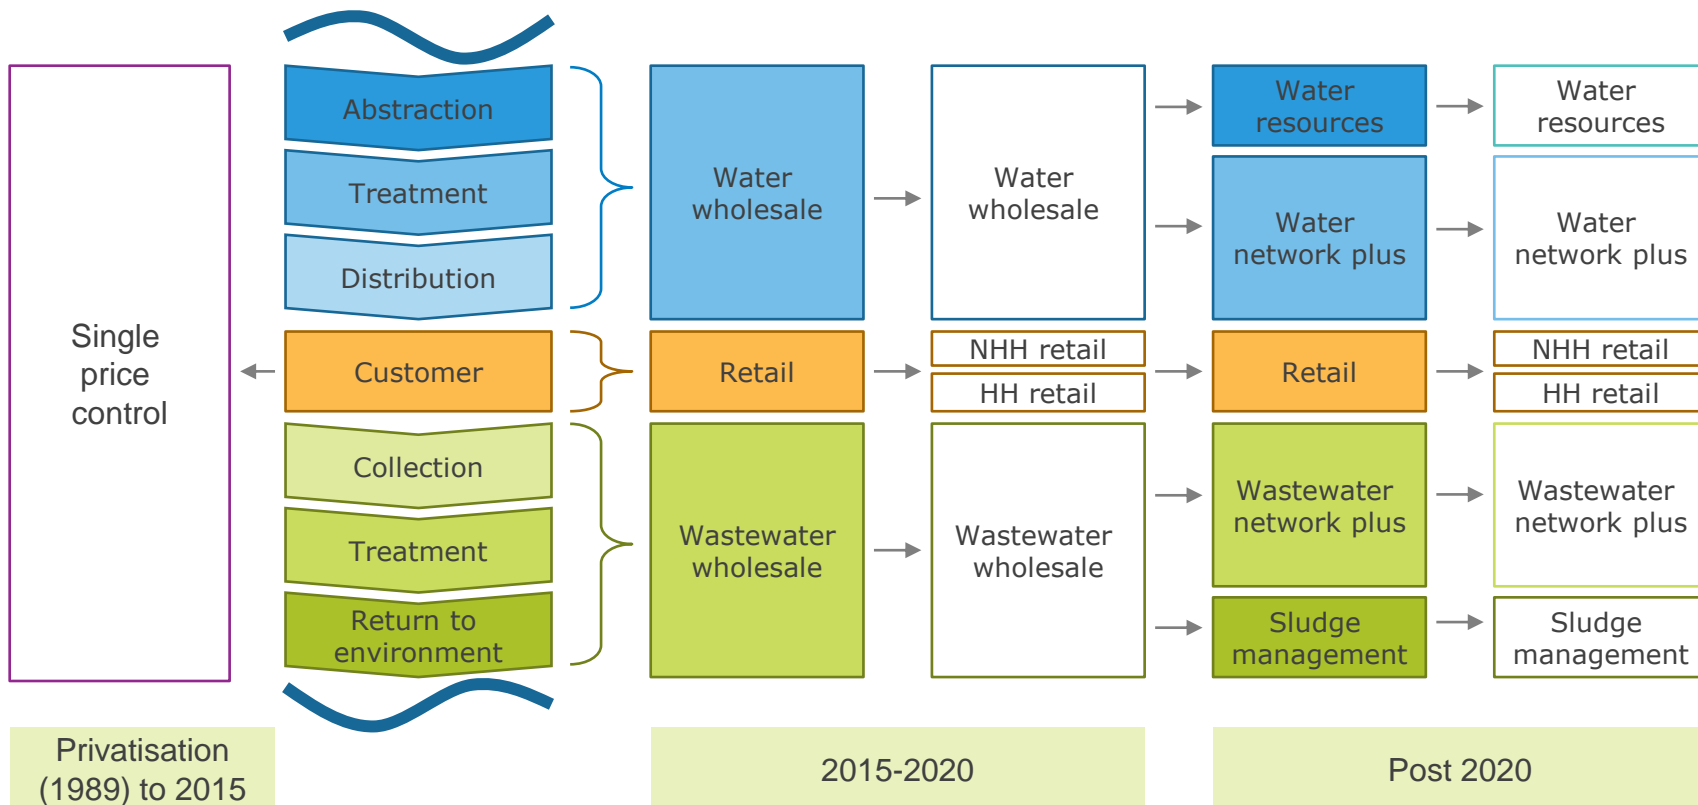 Single
price
control
Abstraction
Treatment
Distribution
Customer
Collection
Treatment
Return to
environment
Water
wholesale
Retail
Wastewater
wholesale
Water
wholesale
NHH retail
HH retail
Wastewater
wholesale
Water
resources
Water
network plus
Retail
Wastewater
network plus
Sludge
management
Water
resources
Water
network plus
NHH retail
HH retail
Wastewater
network plus
Sludge
management
Privatisation
(1989) to 2015
2015-2020
Post 2020